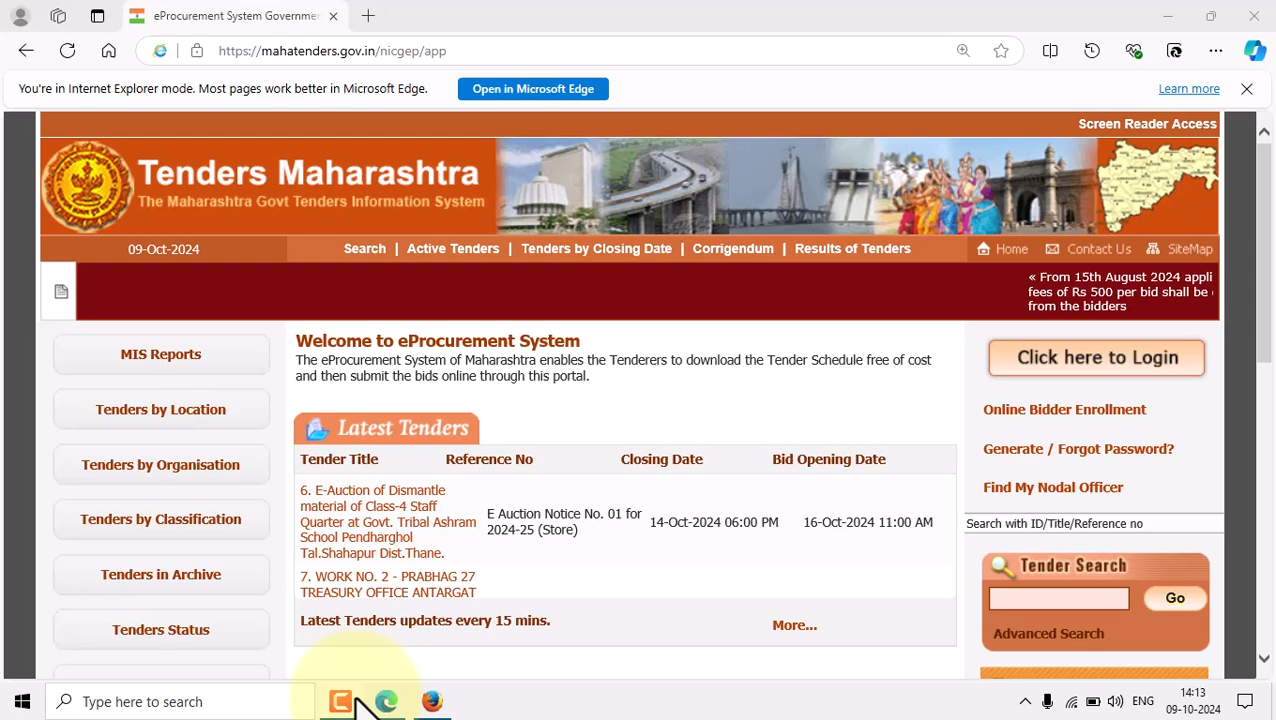 eProcurement System Governmer
https://mahatenders.gov.in/nicgep/app
You're in Internet Explorer mode. Most pages work better in Microsoft Edge.
Open in Microsoft Edge
Learn more
Screen Reader Access
Tenders Maharashtra
The Maharashtra Govt Tenders Information System
09-Oct-2024
Search | Active Tenders | Tenders by Closing Date | Corrigendum | Results of Tenders
Home
Contact Us
SiteMap
« From 15th August 2024 appli
fees of Rs 500 per bid shall be
from the bidders
MIS Reports
Tenders by Location
Tenders by Organisation
Tenders by Classification
Tenders in Archive
Tenders Status
Welcome to eProcurement System
The eProcurement System of Maharashtra enables the Tenderers to download the Tender Schedule free of cost
and then submit the bids online through this portal.
Latest Tenders
Tender Title Reference No Closing Date Bid Opening Date
6. E-Auction of Dismantle
material of Class-4 Staff
Quarter at Govt. Tribal Ashram
School Pendharghol
Tal.Shahapur Dist.Thane.
E Auction Notice No. 01 for
2024-25 (Store)
14-Oct-2024 06:00 PM
16-Oct-2024 11:00 AM
7. WORK NO. 2 - PRABHAG 27
TREASURY OFFICE ANTARGAT
Latest Tenders updates every 15 mins.
More...
Click here to Login
Online Bidder Enrollment
Generate / Forgot Password?
Find My Nodal Officer
Search with ID/Title/Reference no
Tender Search
Go
Advanced Search
Type here to search
ENG
14:13
09-10-2024